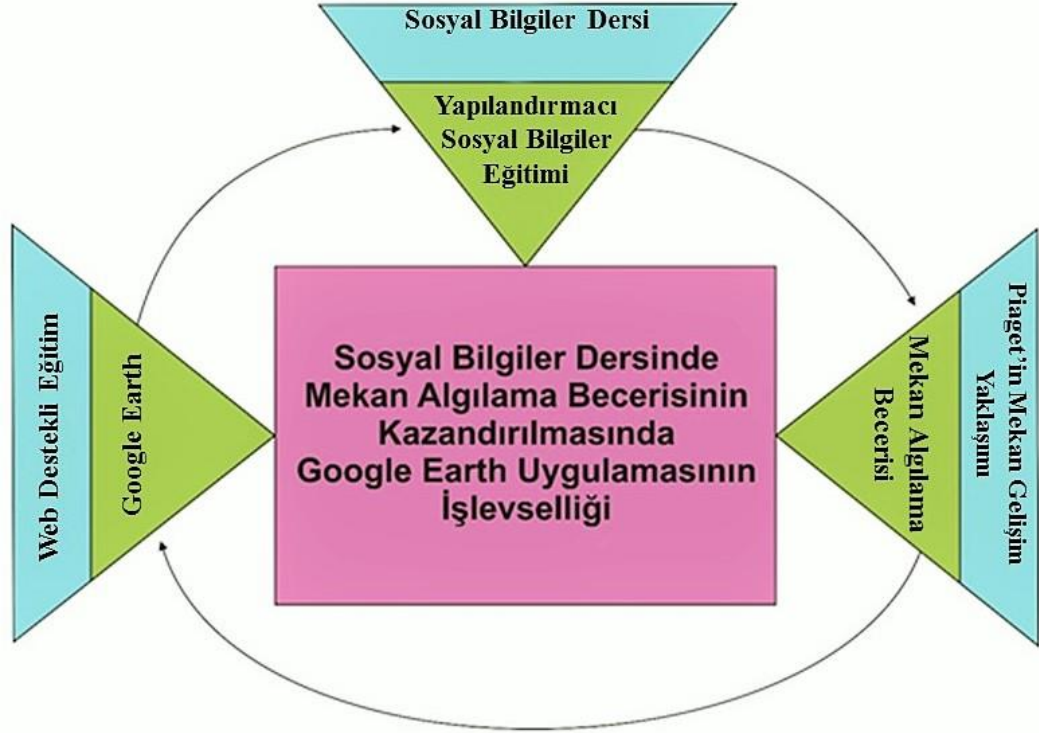 Sosyal Bilgiler Dersi
Yapılandırmacı
Sosyal Bilgiler
Eğitimi
Web Destekli Eğitim
Google Earth
Sosyal Bilgiler Dersinde
Mekan Algılama Becerisinin
Kazandırılmasında
Google Earth Uygulamasının
İşlevselliği
Mekan Algılama
Becerisi
Piaget'in Mekan Gelişim
Yaklaşımı